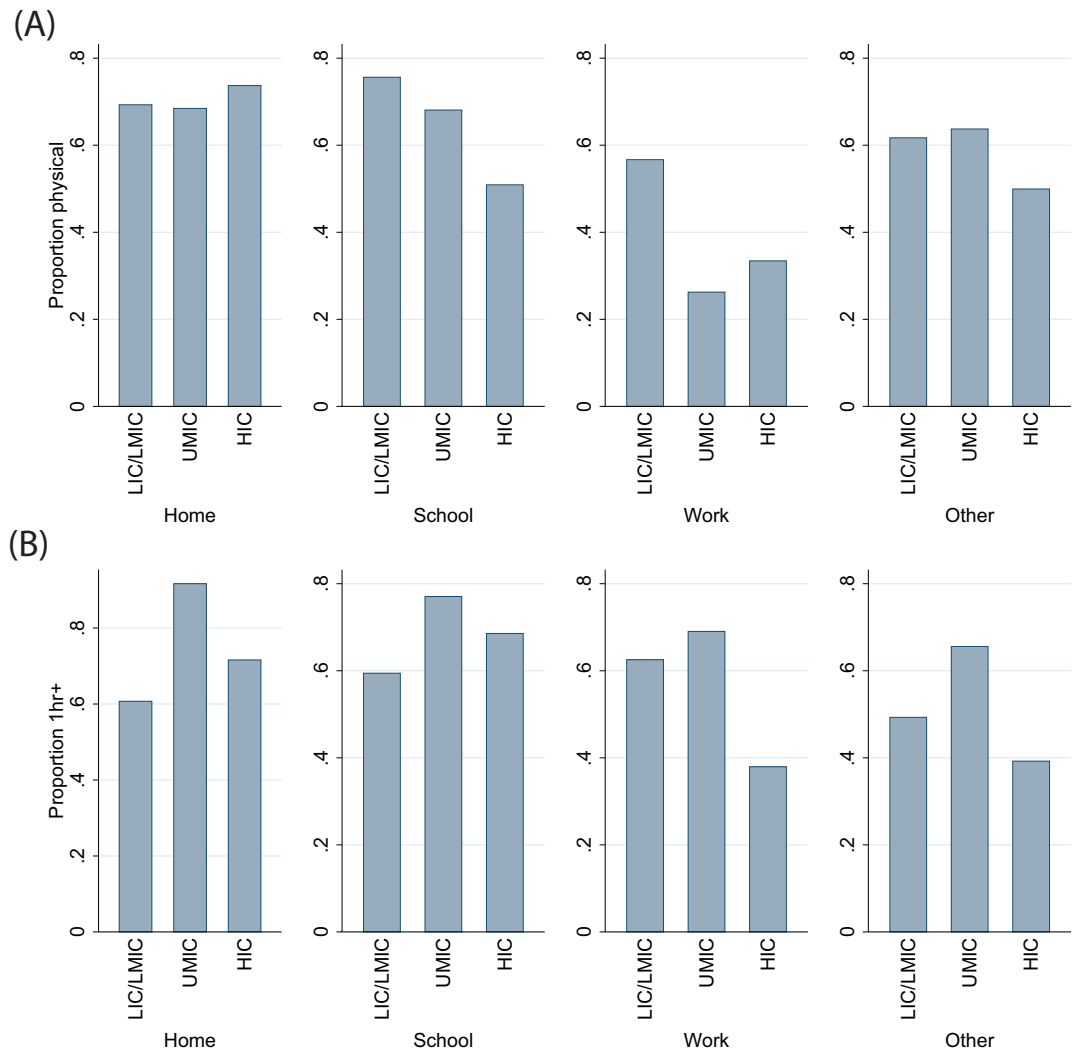 (A)
Proportion physical
0 .2 .4 .6 .8
LIC/LMIC UMIC HIC
Home
0 .2 .4 .6 .8
LIC/LMIC UMIC HIC
School
0 .2 .4 .6 .8
LIC/LMIC UMIC HIC
Work
0 .2 .4 .6 .8
LIC/LMIC UMIC HIC
Other
(B)
Proportion 1hr+
0 .2 .4 .6 .8
LIC/LMIC UMIC HIC
Home
0 .2 .4 .6 .8
LIC/LMIC UMIC HIC
School
0 .2 .4 .6 .8
LIC/LMIC UMIC HIC
Work
0 .2 .4 .6 .8
LIC/LMIC UMIC HIC
Other